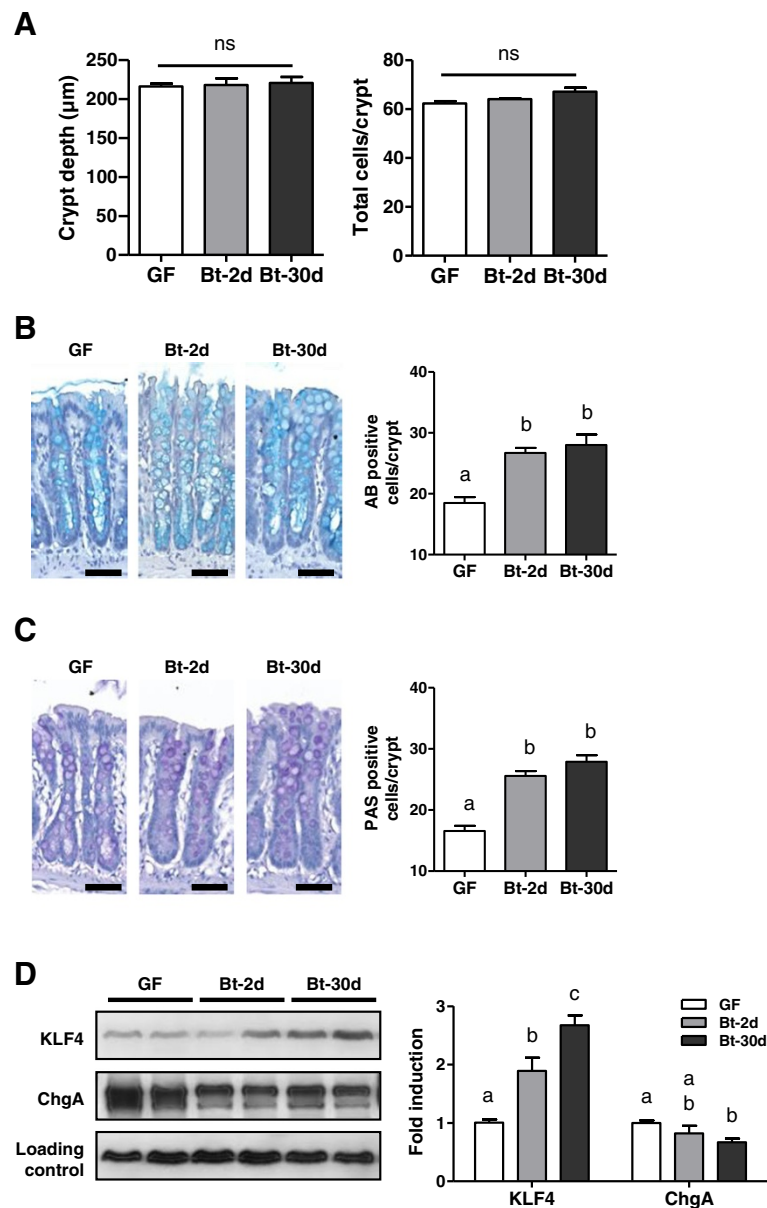 A
ns
250
200
150
100
50
0
Crypt depth (µm)
GF Bt-2d Bt-30d
ns
80
60
40
20
0
Total cells/crypt
GF Bt-2d Bt-30d
B
GF Bt-2d Bt-30d
40
30
20
10
AB positive
cells/crypt
a b b
GF Bt-2d Bt-30d
C
GF Bt-2d Bt-30d
40
30
20
10
PAS positive
cells/crypt
a b b
GF Bt-2d Bt-30d
D
GF Bt-2d Bt-30d
KLF4
ChgA
Loading
control
3
2
1
0
Fold induction
a b c
a
a
b
b
KLF4 ChgA
GF
Bt-2d
Bt-30d